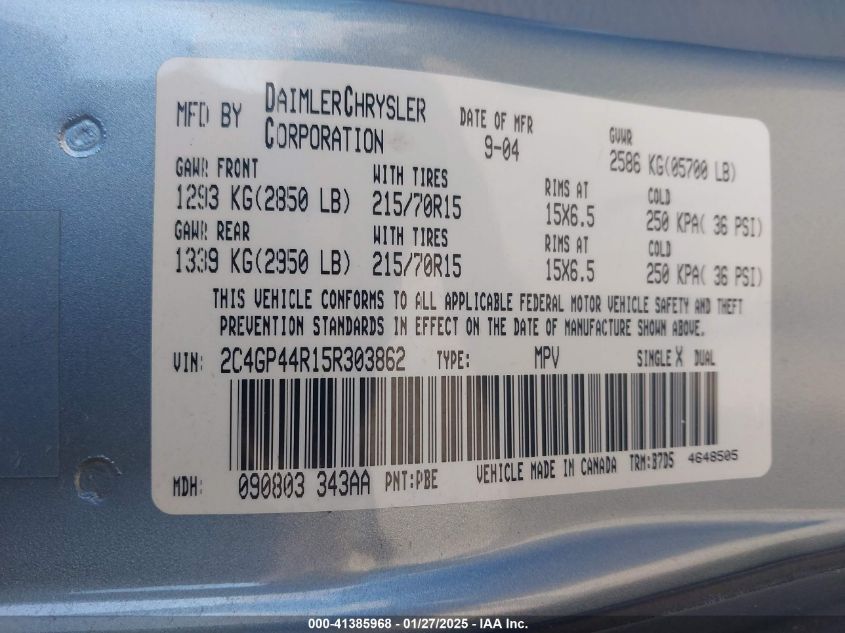 MFD BY DAIMLERCHRYSLER CORPORATION DATE OF MFR 9-04 GVWR 2586 KG(05700 LB)
GAWR FRONT WITH TIRES RIMS AT COLD
1293 KG(2850 LB) 215/70R15 15X6.5 250 KPA( 36 PSI)
GAWR REAR WITH TIRES RIMS AT COLD
1339 KG(2950 LB) 215/70R15 15X6.5 250 KPA( 36 PSI)
THIS VEHICLE CONFORMS TO ALL APPLICABLE FEDERAL MOTOR VEHICLE SAFETY AND THEFT
PREVENTION STANDARDS IN EFFECT ON THE DATE OF MANUFACTURE SHOWN ABOVE.
VIN: 2C4GP44R15R303862 TYPE: MPV SINGLE X DUAL
MDH: 090803 343AA PNT:PBE VEHICLE MADE IN CANADA TRM:B7D5 4648505
000-41385968 | 01/27/2025 - IAA, Inc.